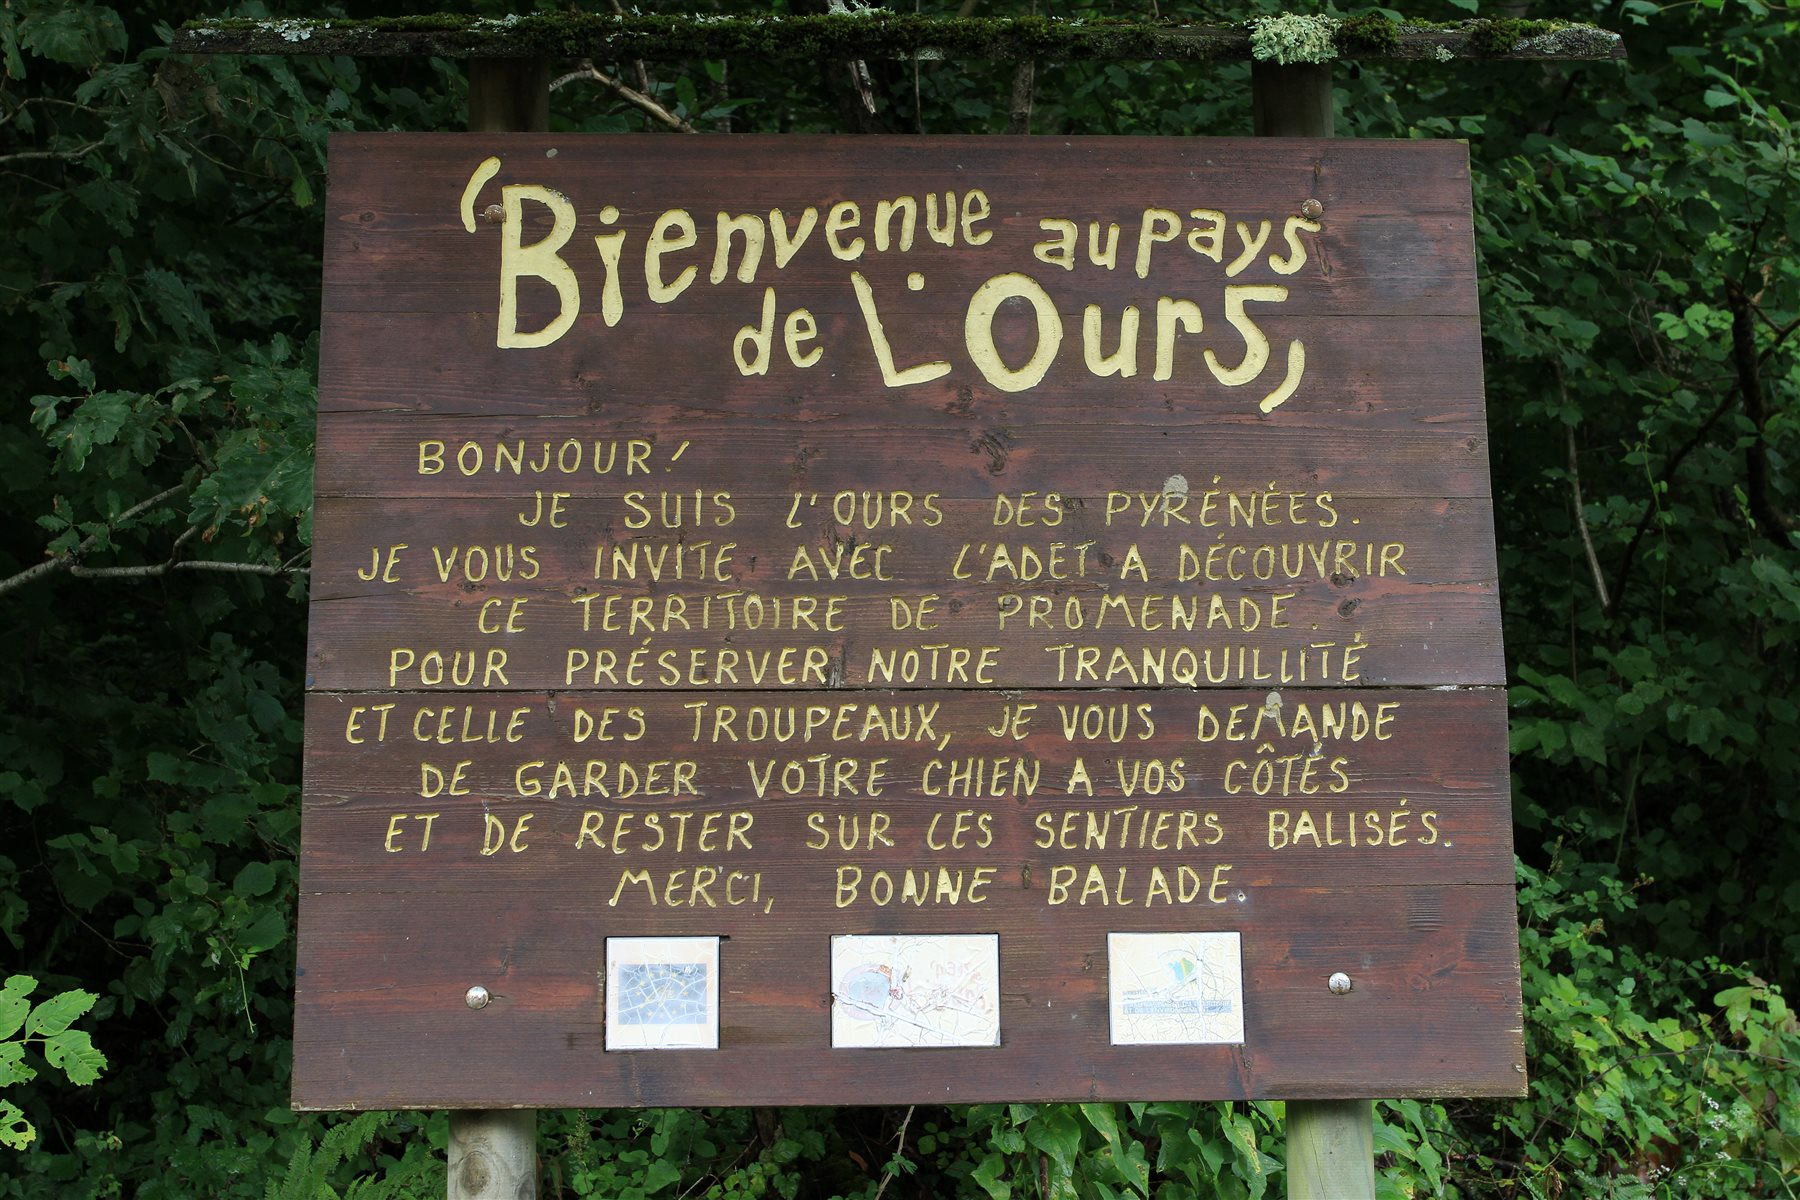 'Bienvenue au pays
de L'Ours,
BONJOUR!
JE SUIS L'OURS DES PYRÉNÉES.
JE VOUS INVITE AVEC L'ADET A DÉCOUVRIR
CE TERRITOIRE DE PROMENADE.
POUR PRÉSERVER NOTRE TRANQUILLITÉ
ET CELLE DES TROUPEAUX, JE VOUS DEMANDE
DE GARDER VOTRE CHIEN A VOS CÔTÉS
ET DE RESTER SUR LES SENTIERS BALISÉS.
MERCI, BONNE BALADE.